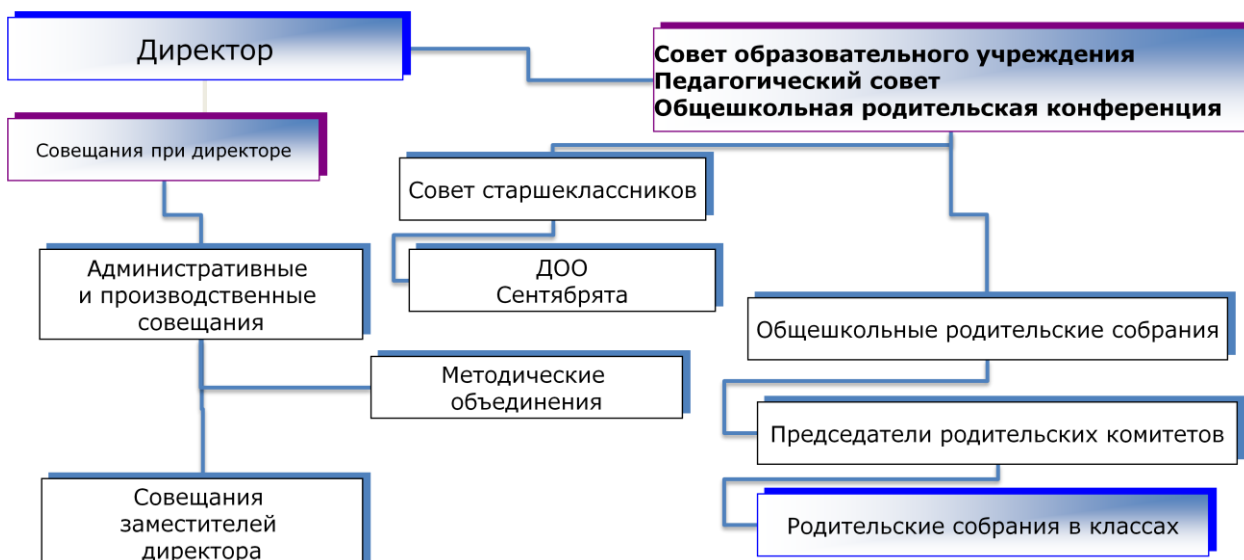 Директор
Совет образовательного учреждения
Педагогический совет
Общешкольная родительская конференция
Совещания при директоре
Совет старшеклассников
Административные
и производственные
совещания
ДОО
Сентябрята
Общешкольные родительские собрания
Методические
объединения
Председатели родительских комитетов
Совещания
заместителей
директора
Родительские собрания в классах